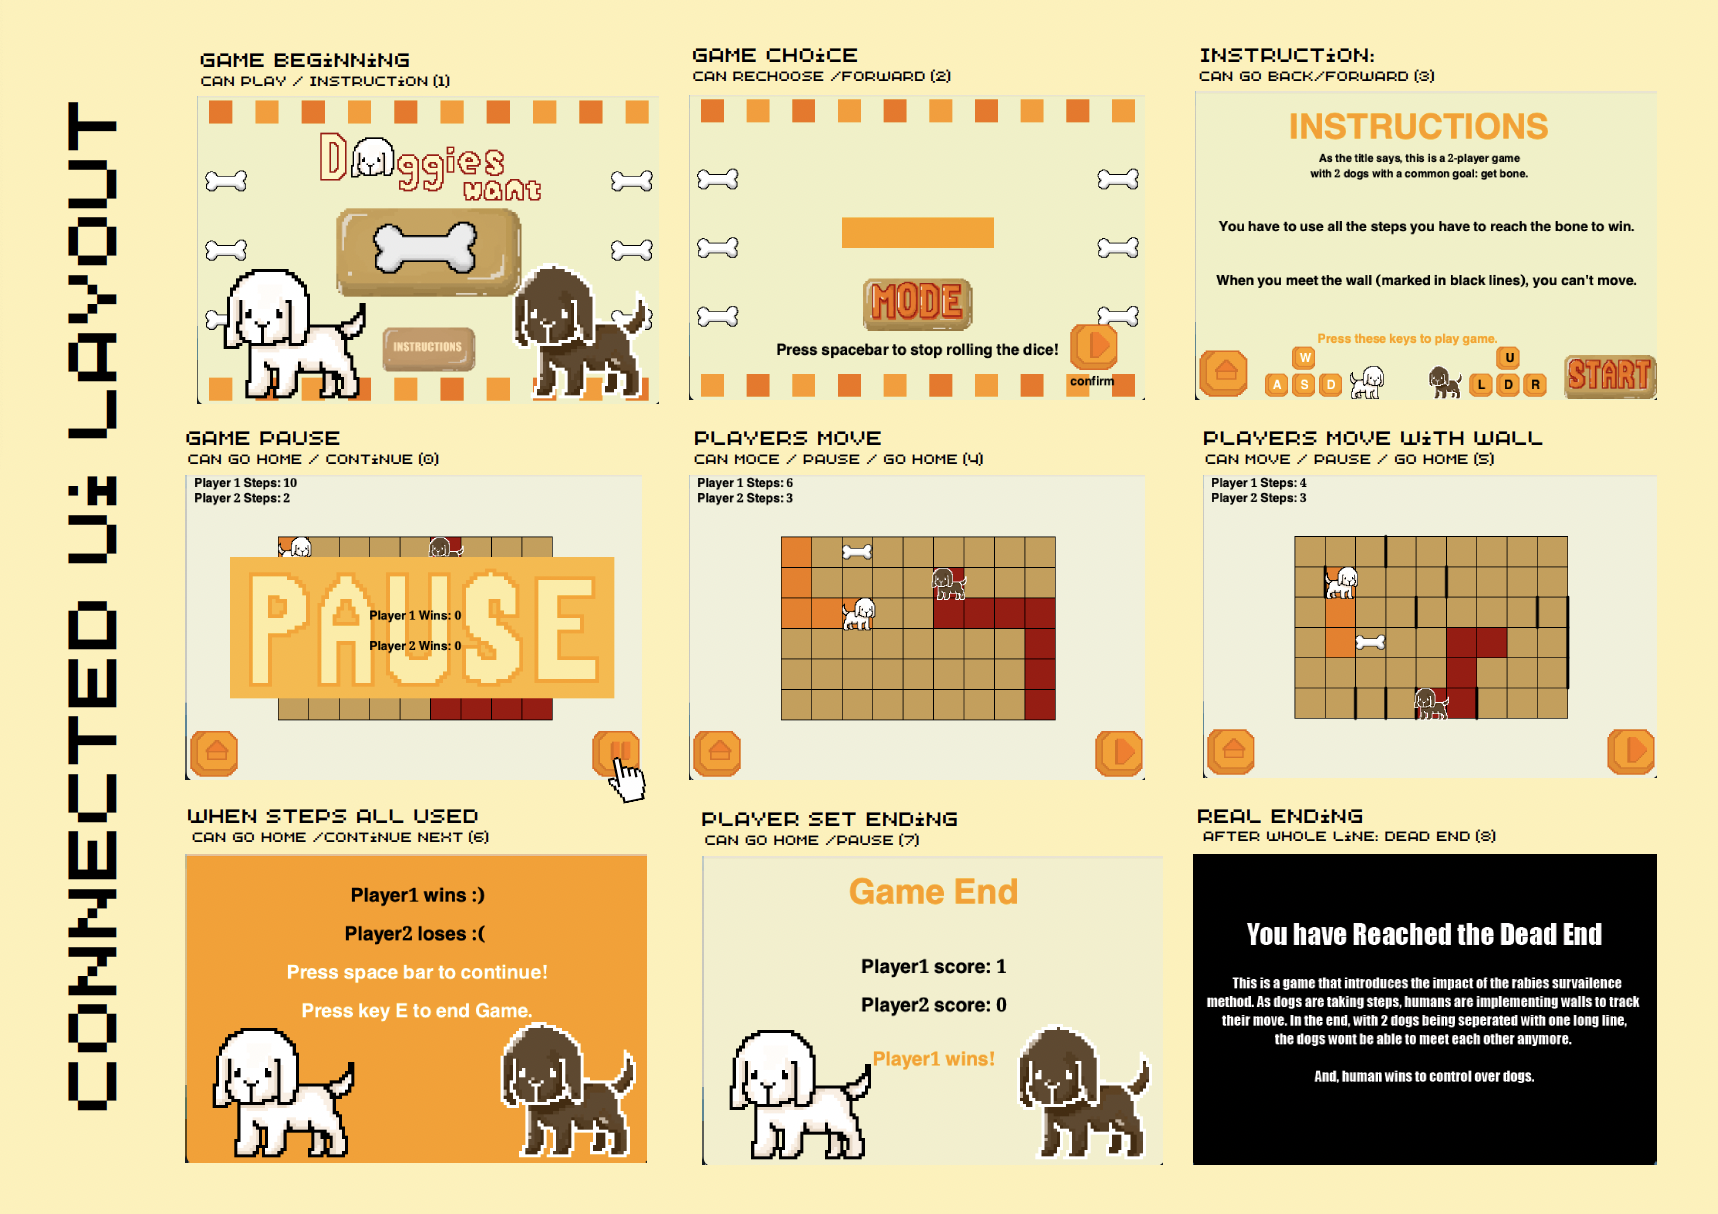 CONNECTED Ui LAYOUT
GAME BEGiNNiNG
CAN PLAY / INSTRUCTiON (1)
Doggies
want
INSTRUCTIONS
GAME CHOiCE
CAN RECHOOSE /FORWARD (2)
MODE
Press spacebar to stop rolling the dice!
confirm
INSTRUCTiON:
CAN GO BACK/FORWARD (3)
INSTRUCTIONS
As the title says, this is a 2-player game
with 2 dogs with a common goal: get bone.
You have to use all the steps you have to reach the bone to win.
When you meet the wall (marked in black lines), you can't move.
Press these keys to play game.
W
A S D
U
L D R
START
GAME PAUSE
CAN GO HOME / CONTiNUE (0)
Player 1 Steps: 10
Player 2 Steps: 2
PAUSE
Player 1 Wins: 0
Player 2 Wins: 0
PLAYERS MOVE
CAN MOCE / PAUSE / GO HOME (4)
Player 1 Steps: 6
Player 2 Steps: 3
PLAYERS MOVE WiTH WALL
CAN MOVE / PAUSE / GO HOME (5)
Player 1 Steps: 4
Player 2 Steps: 3
WHEN STEPS ALL USED
CAN GO HOME /CONTiNUE NEXT (6)
Player1 wins :)
Player2 loses :(
Press space bar to continue!
Press key E to end Game.
PLAYER SET ENDiNG
CAN GO HOME /PAUSE (7)
Game End
Player1 score: 1
Player2 score: 0
Player1 wins!
REAL ENDiNG
AFTER WHOLE LiNE: DEAD END (8)
You have Reached the Dead End
This is a game that introduces the impact of the rabies survailence
method. As dogs are taking steps, humans are implementing walls to track
their move. In the end, with 2 dogs being seperated with one long line,
the dogs wont be able to meet each other anymore.
And, human wins to control over dogs.